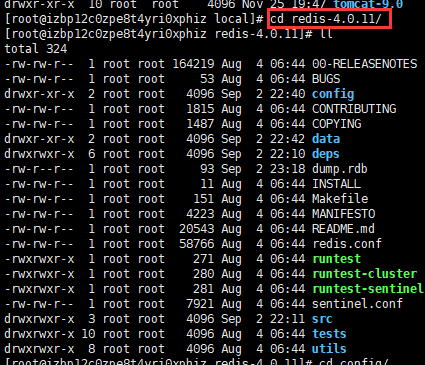 drwxr-xr-x 10 root root 4096 Nov 25 19:47 tomcat-9.0
[root@izbp12c0zpe8t4yri0xphiz local]# cd redis-4.0.11/
[root@izbp12c0zpe8t4yri0xphiz redis-4.0.11]# ll
total 324
-rw-rw-r-- 1 root root 164219 Aug 4 06:44 00-RELEASENOTES
-rw-rw-r-- 1 root root 53 Aug 4 06:44 BUGS
drwxr-xr-x 2 root root 4096 Sep 2 22:40 config
-rw-rw-r-- 1 root root 1815 Aug 4 06:44 CONTRIBUTING
-rw-rw-r-- 1 root root 1487 Aug 4 06:44 COPYING
drwxr-xr-x 2 root root 4096 Sep 2 22:42 data
drwxrwxr-x 6 root root 4096 Sep 2 22:10 deps
-rw-r--r-- 1 root root 93 Sep 2 23:18 dump.rdb
-rw-rw-r-- 1 root root 11 Aug 4 06:44 INSTALL
-rw-rw-r-- 1 root root 151 Aug 4 06:44 Makefile
-rw-rw-r-- 1 root root 4223 Aug 4 06:44 MANIFESTO
-rw-rw-r-- 1 root root 20543 Aug 4 06:44 README.md
-rw-rw-r-- 1 root root 58766 Aug 4 06:44 redis.conf
-rwxrwxr-x 1 root root 271 Aug 4 06:44 runtest
-rwxrwxr-x 1 root root 280 Aug 4 06:44 runtest-cluster
-rwxrwxr-x 1 root root 281 Aug 4 06:44 runtest-sentinel
-rw-rw-r-- 1 root root 7921 Aug 4 06:44 sentinel.conf
drwxrwxr-x 3 root root 4096 Sep 2 22:11 src
drwxrwxr-x 10 root root 4096 Aug 4 06:44 tests
drwxrwxr-x 8 root root 4096 Aug 4 06:44 utils
[root@izbp12c0zpe8t4yri0xphiz redis-4.0.11]# cd config/